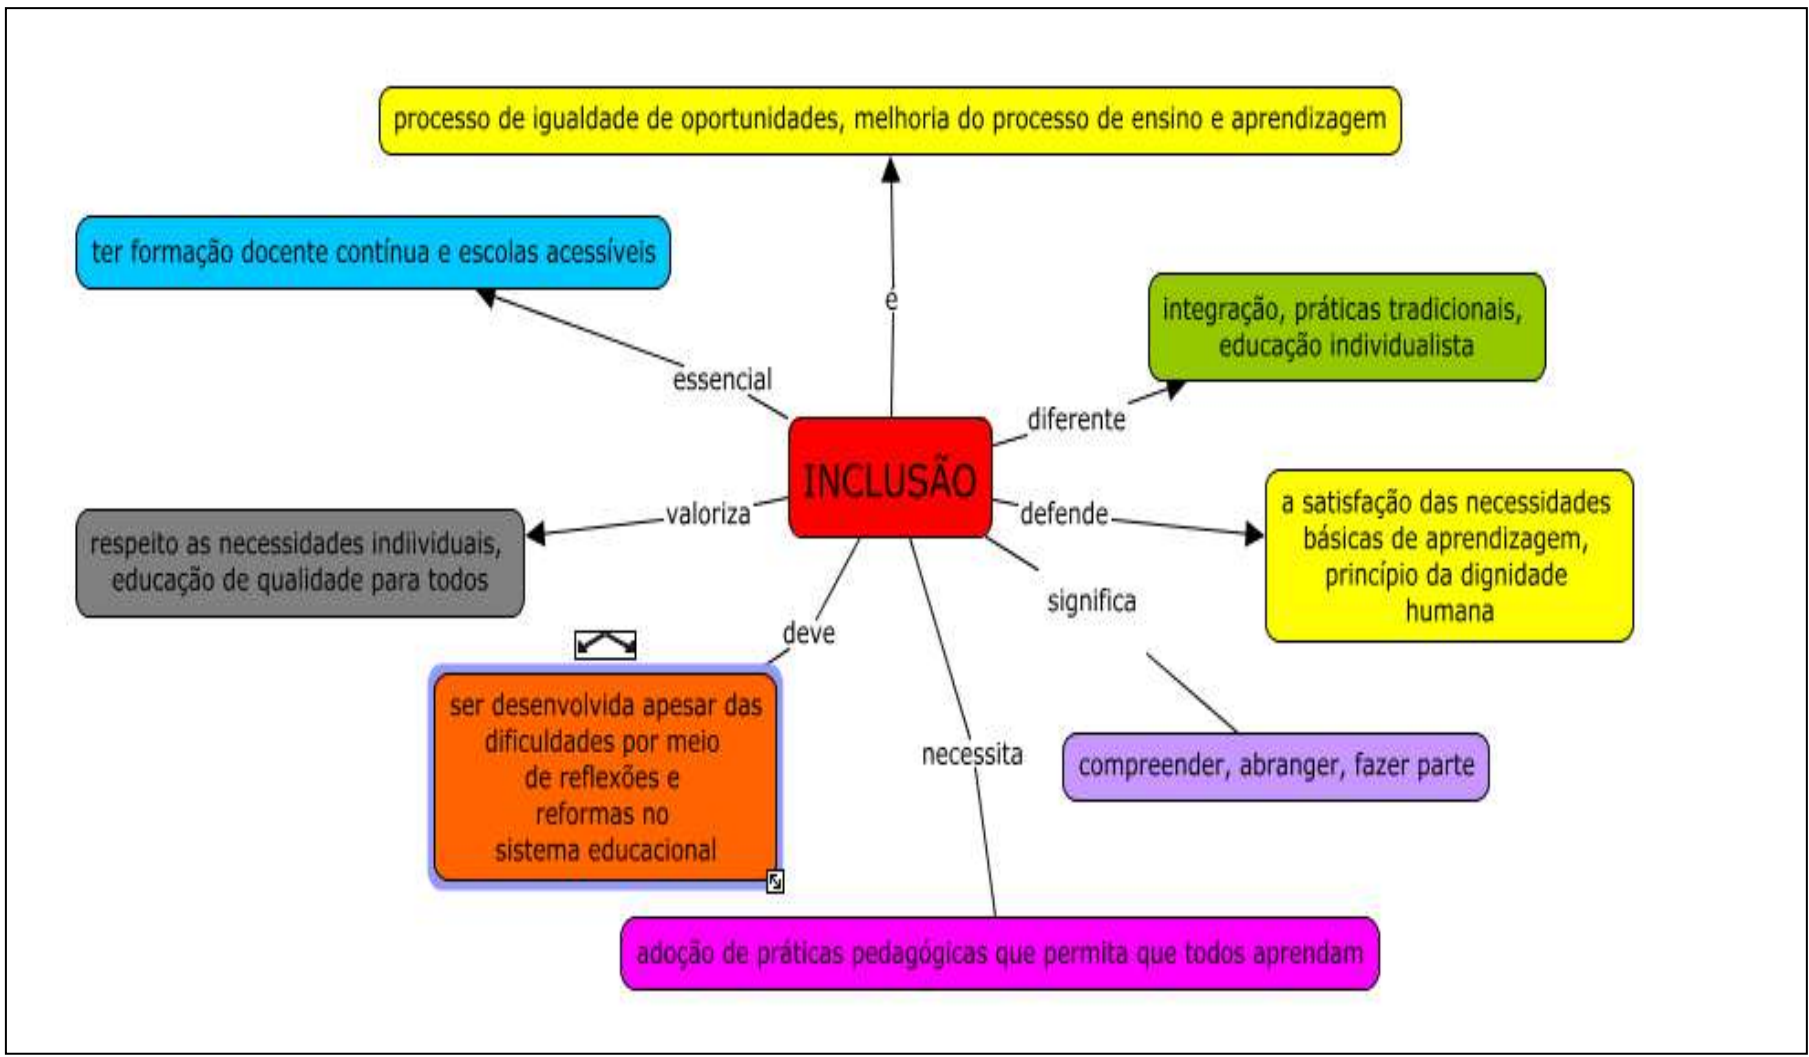 processo de igualdade de oportunidades, melhoria do processo de ensino e aprendizagem
ter formação docente contínua e escolas acessíveis
é
integração, práticas tradicionais,
educação individualista
essencial
diferente
INCLUSÃO
a satisfação das necessidades
básicas de aprendizagem,
princípio da dignidade
humana
valoriza
defende
respeito as necessidades indiividuais,
educação de qualidade para todos
significa
deve
ser desenvolvida apesar das
dificuldades por meio
de reflexões e
reformas no
sistema educacional
necessita
compreender, abranger, fazer parte
adoção de práticas pedagógicas que permita que todos aprendam